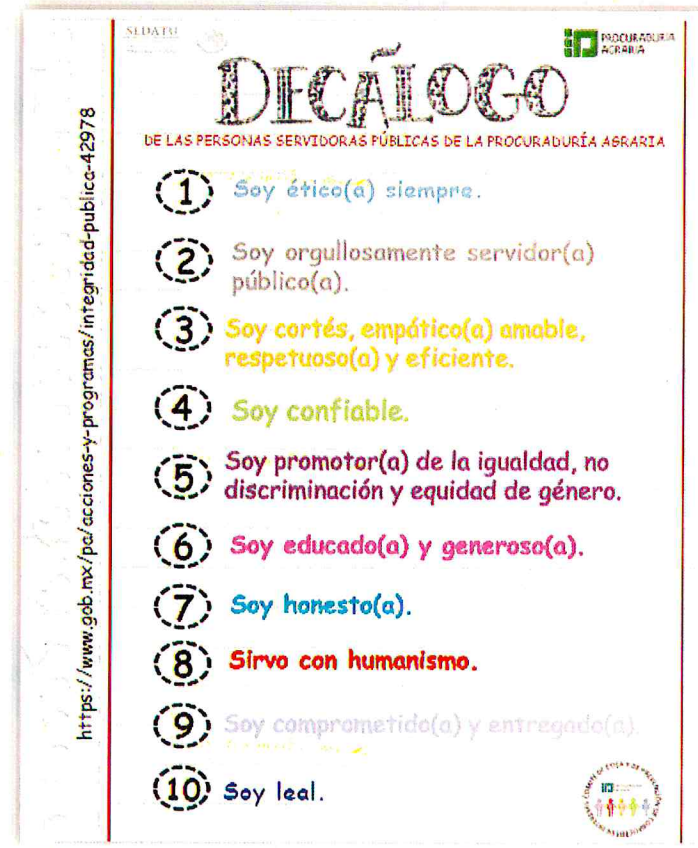 SEDATU
PROCURADURÍA
AGRARIA
DECÁLOGO
DE LAS PERSONAS SERVIDORAS PÚBLICAS DE LA PROCURADURÍA AGRARIA
1 Soy ético(a) siempre.
2 Soy orgullosamente servidor(a)
público(a).
3 Soy cortés, empático(a) amable,
respetuoso(a) y eficiente.
4 Soy confiable.
5 Soy promotor(a) de la igualdad, no
discriminación y equidad de género.
6 Soy educado(a) y generoso(a).
7 Soy honesto(a).
8 Sirvo con humanismo.
9 Soy comprometido(a) y entregado(a).
10 Soy leal.
https://www.gob.mx/pa/acciones-y-programas/integridad-publica-42978